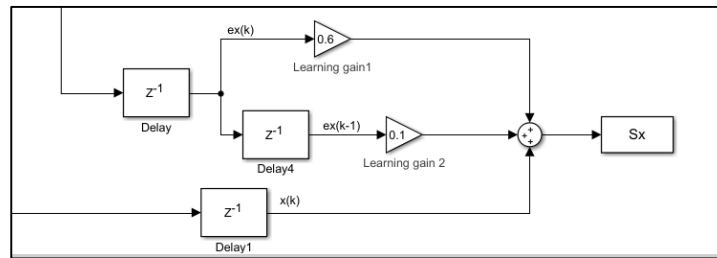 ex(k)
0.6
Learning gain1
Z-1
Delay
Z-1
Delay4
ex(k-1)
0.1
Learning gain 2
+
+
+
Sx
Z-1
Delay1
x(k)